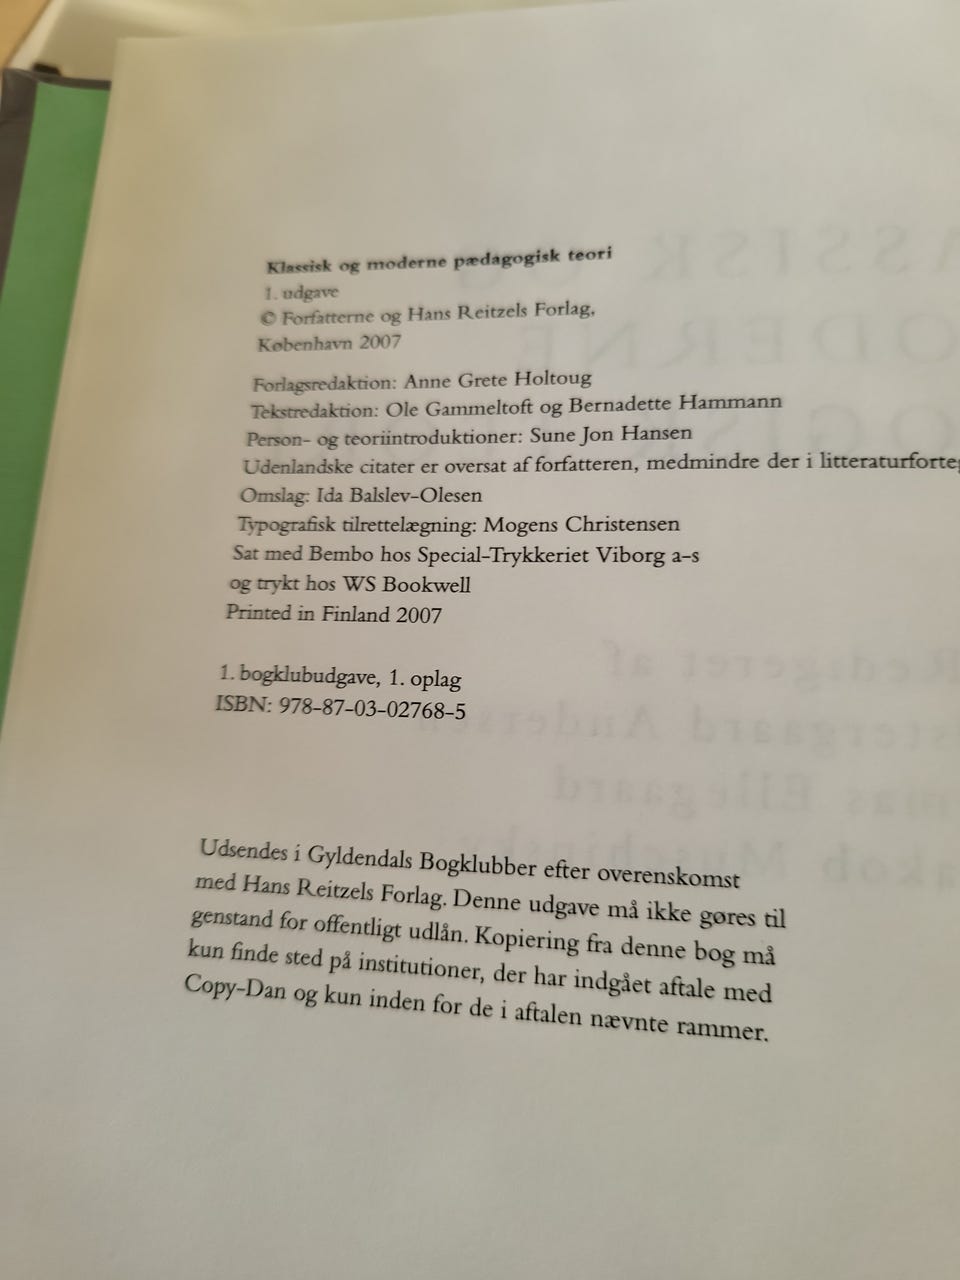 Klassisk og moderne pædagogisk teori
1. udgave
© Forfatterne og Hans Reitzels Forlag,
København 2007
Forlagsredaktion: Anne Grete Holtoug
Tekstredaktion: Ole Gammeltoft og Bernadette Hammann
Person- og teoriintroduktioner: Sune Jon Hansen
Udenlandske citater er oversat af forfatteren, medmindre der i
Omslag: Ida Balslev-Olesen
Typografisk tilrettelægning: Mogens Christensen
Sat med Bembo hos Special-Trykkeriet Viborg a-s
og trykt hos WS Bookwell
Printed in Finland 2007
1. bogklubudgave, 1. oplag
ISBN: 978-87-03-02768-5
Udsendes i Gyldendals Bogklubber efter overenskomst
med Hans Reitzels Forlag. Denne udgave må ikke gøres til
genstand for offentligt udlån. Kopiering fra denne bog må
kun finde sted på institutioner, der har indgået aftale med
Copy-Dan og kun inden for de i aftalen nævnte rammer.